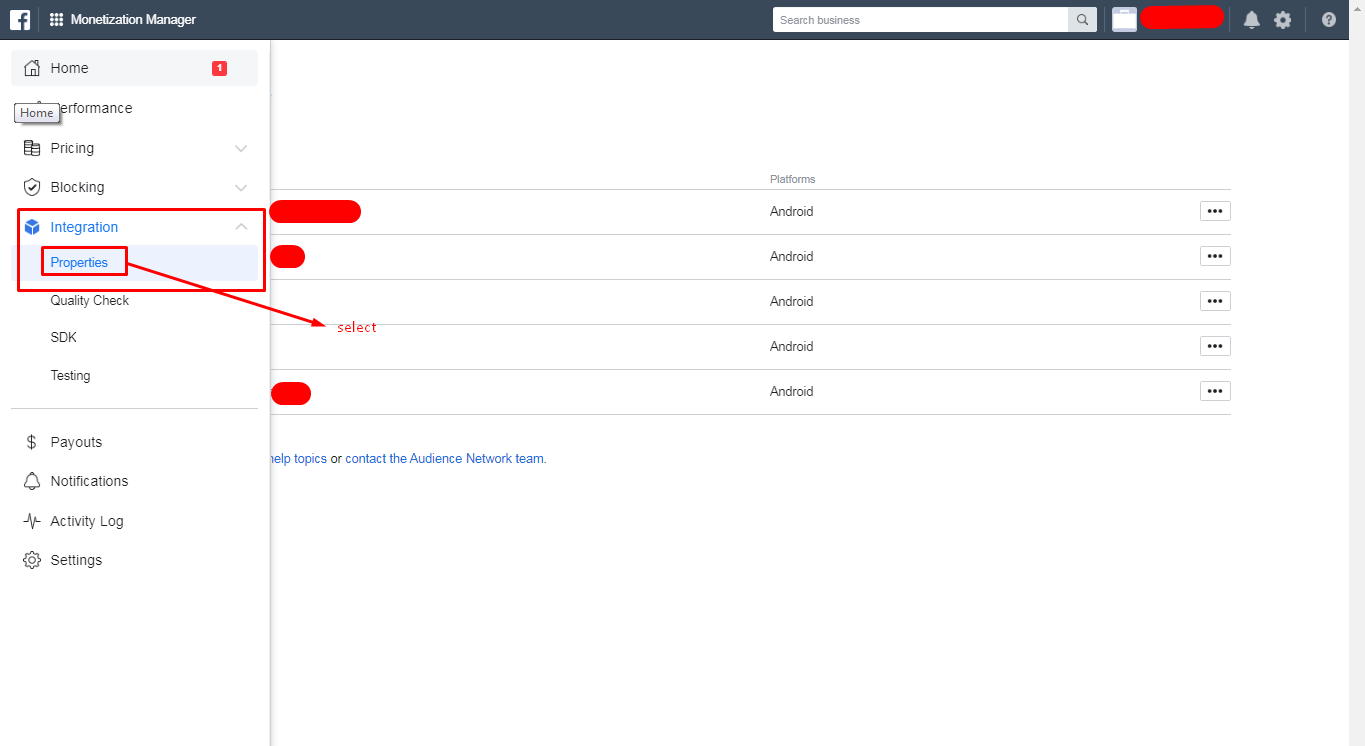 Monetization Manager
Search business
Home
1
erformance
Home
Pricing
Blocking
Integration
Properties
Quality Check
SDK
Testing
select
Payouts
Notifications
Activity Log
Settings
Platforms
Android
Android
Android
Android
Android
help topics or contact the Audience Network team.